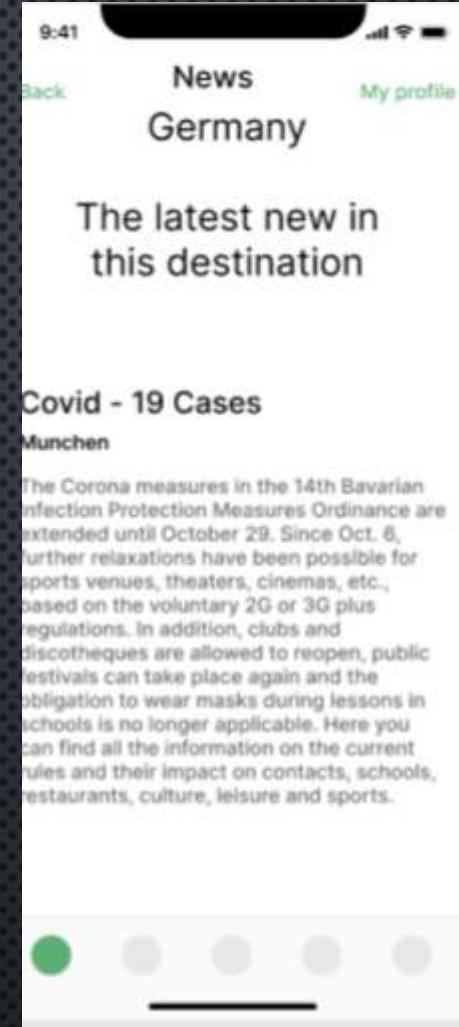 9:41
Back News My profile
Germany
The latest new in
this destination
Covid - 19 Cases
Munchen
The Corona measures in the 14th Bavarian
Infection Protection Measures Ordinance are
extended until October 29. Since Oct. 6,
further relaxations have been possible for
sports venues, theaters, cinemas, etc.,
based on the voluntary 2G or 3G plus
regulations. In addition, clubs and
discotheques are allowed to reopen, public
festivals can take place again and the
obligation to wear masks during lessons in
schools is no longer applicable. Here you
can find all the information on the current
rules and their impact on contacts, schools,
restaurants, culture, leisure and sports.